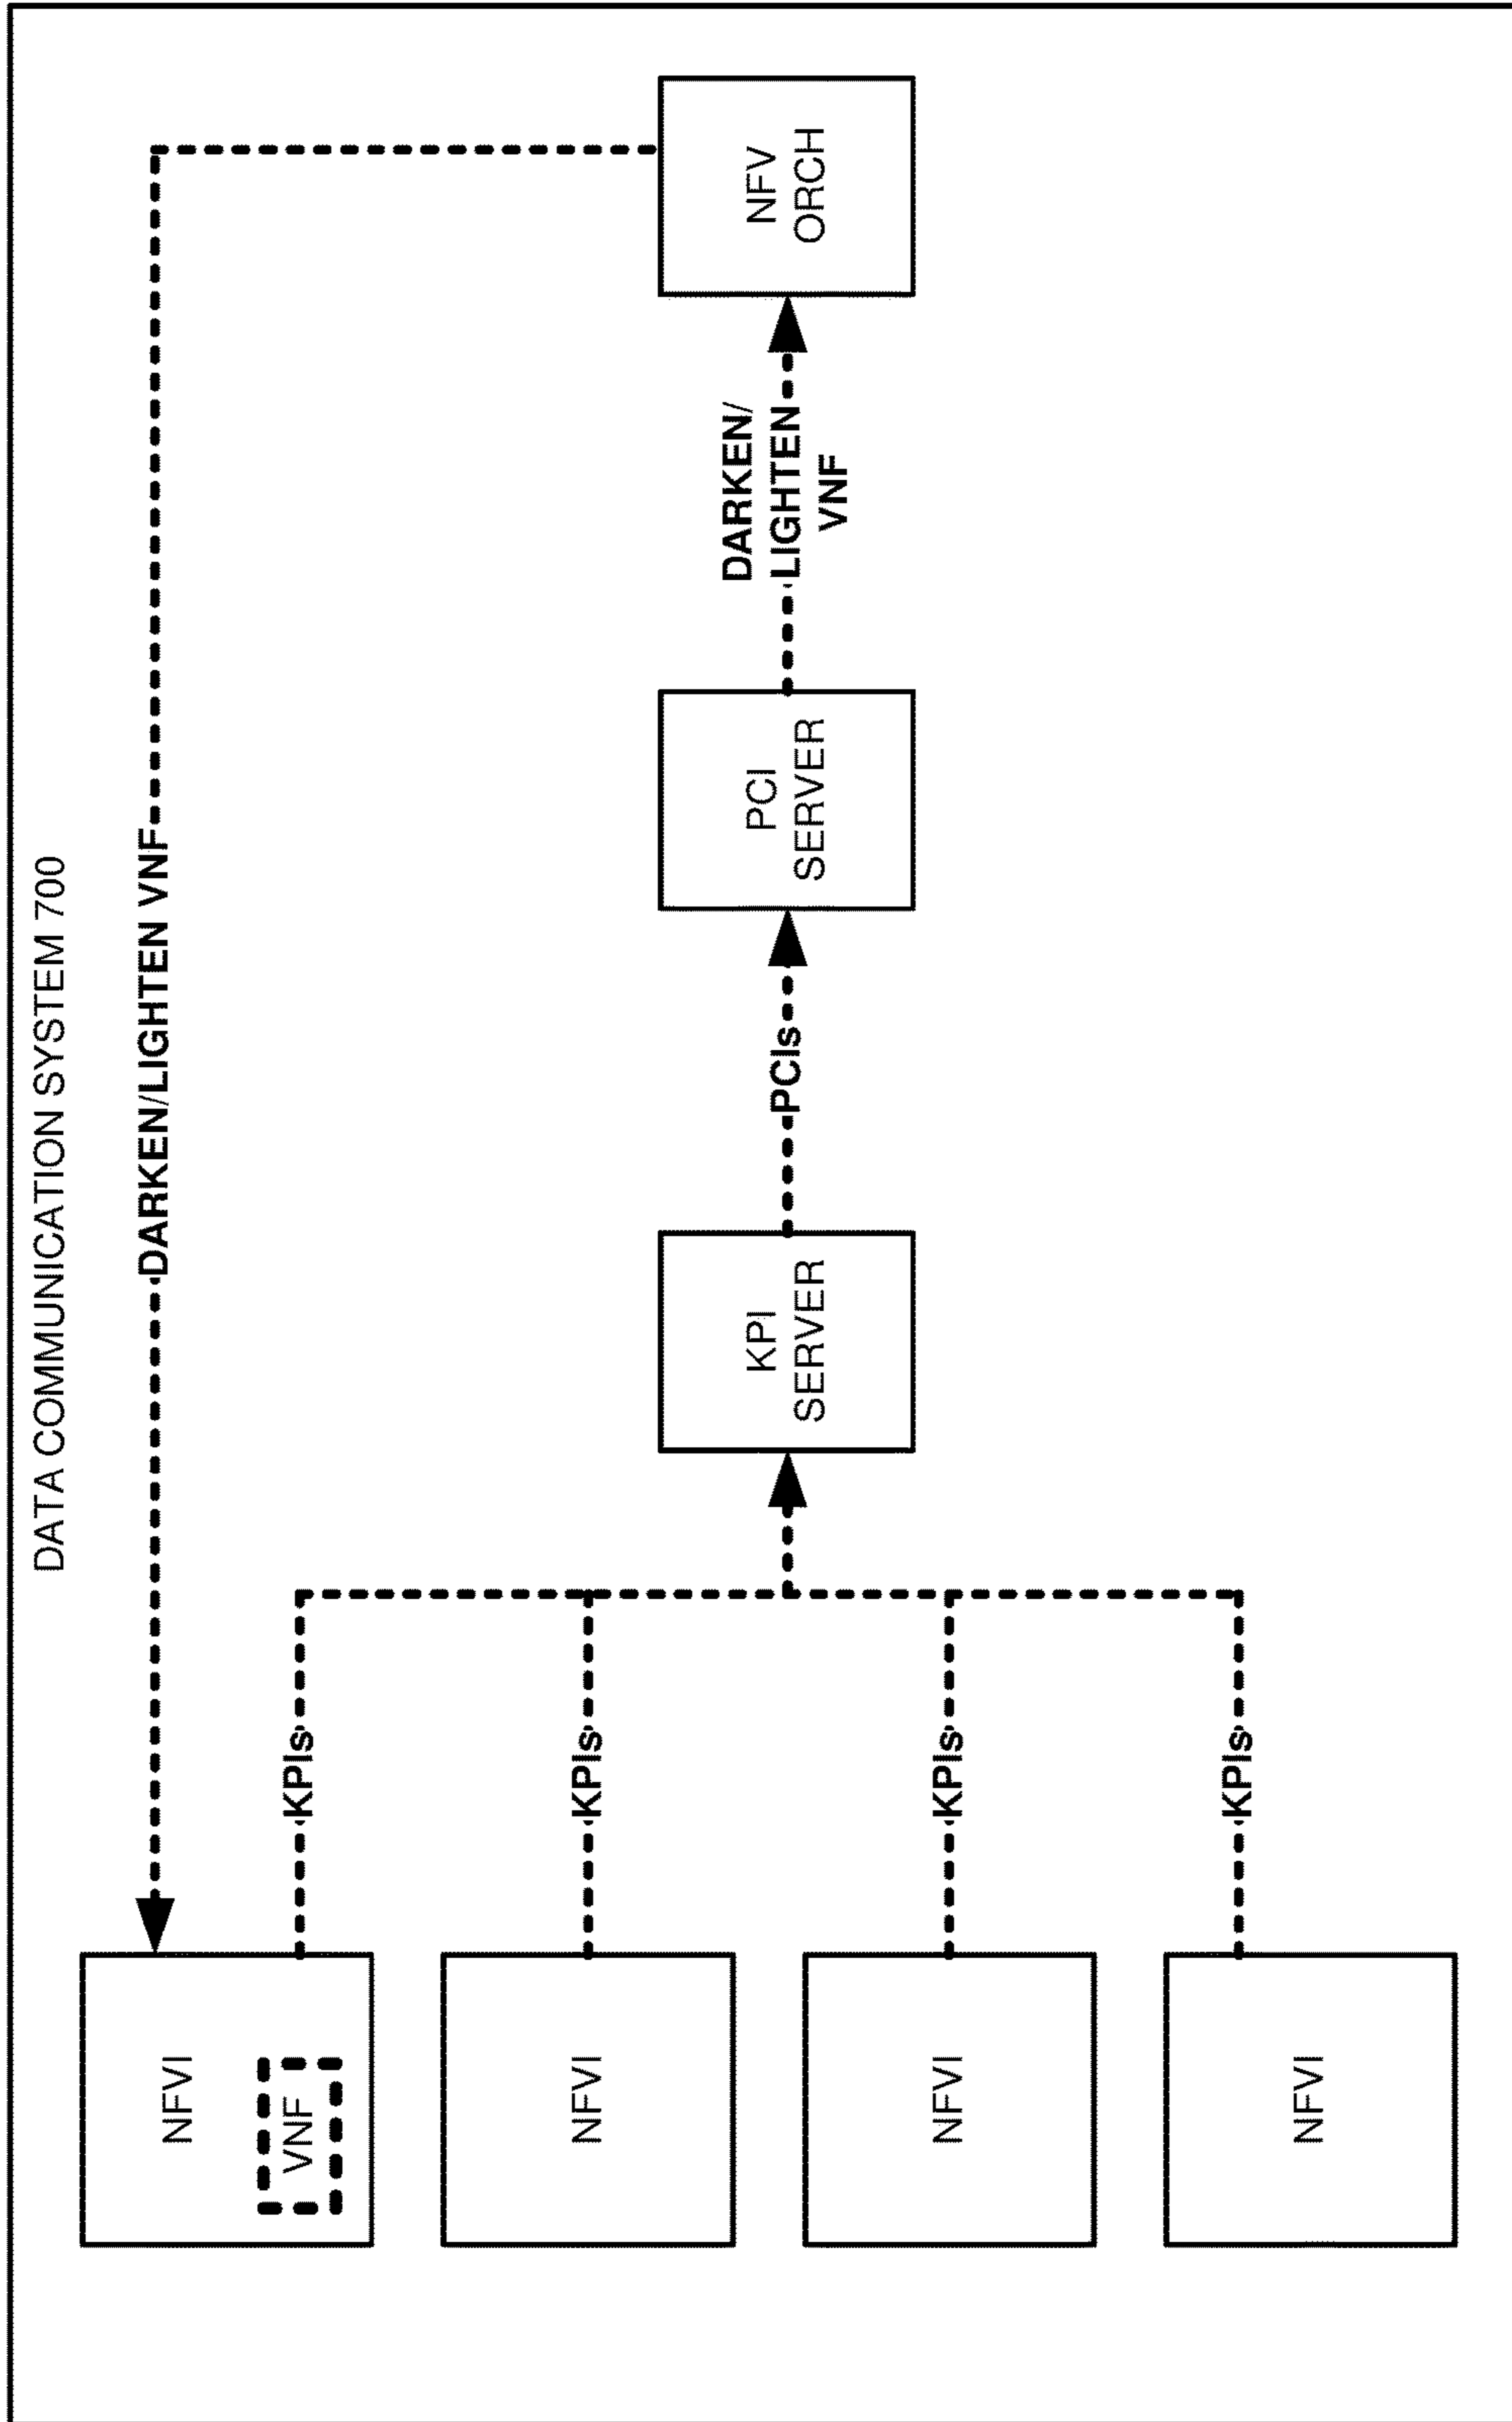 DATA COMMUNICATION SYSTEM 700
DARKEN/LIGHTEN VNF
NFVI
VNF
KPIs
NFVI
KPIs
NFVI
KPIs
NFVI
KPIs
KPI
SERVER
PCIs
PCI
SERVER
DARKEN/
LIGHTEN
VNF
NFV
ORCH